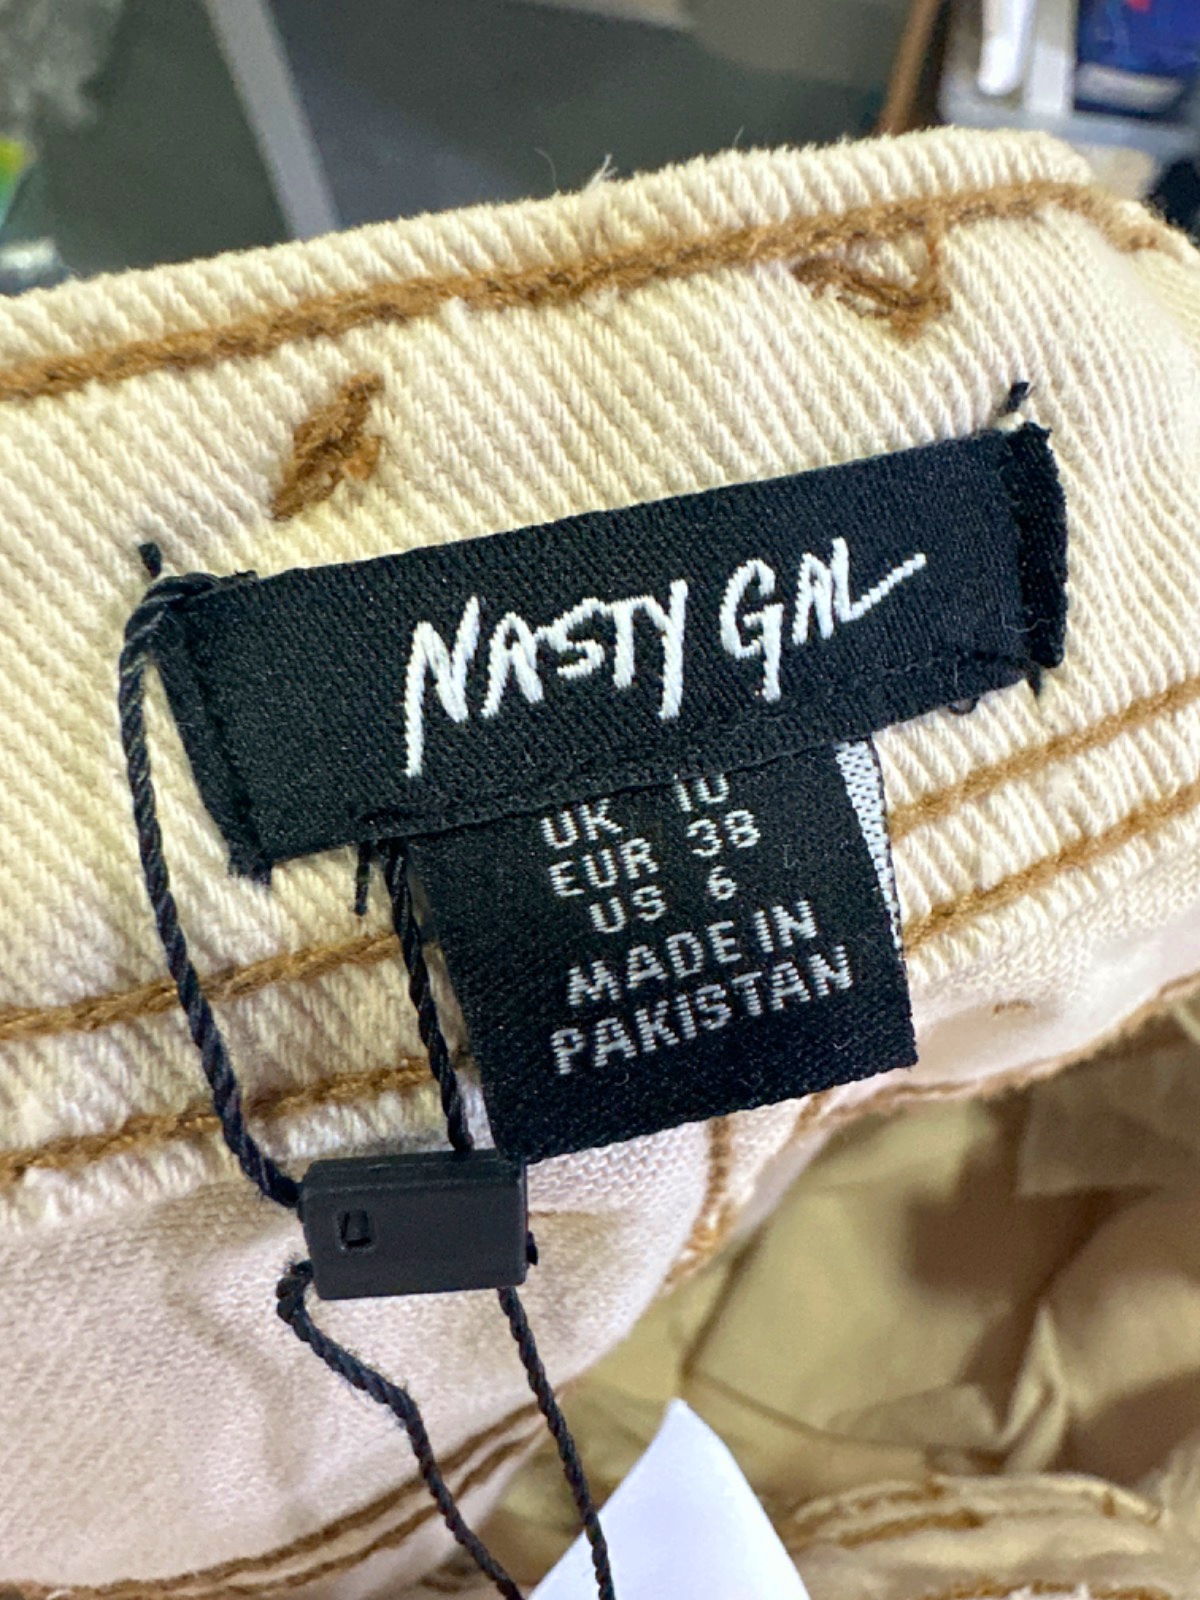 NASTY GAL
UK 10
EUR 38
US 6
MADE IN
PAKISTAN